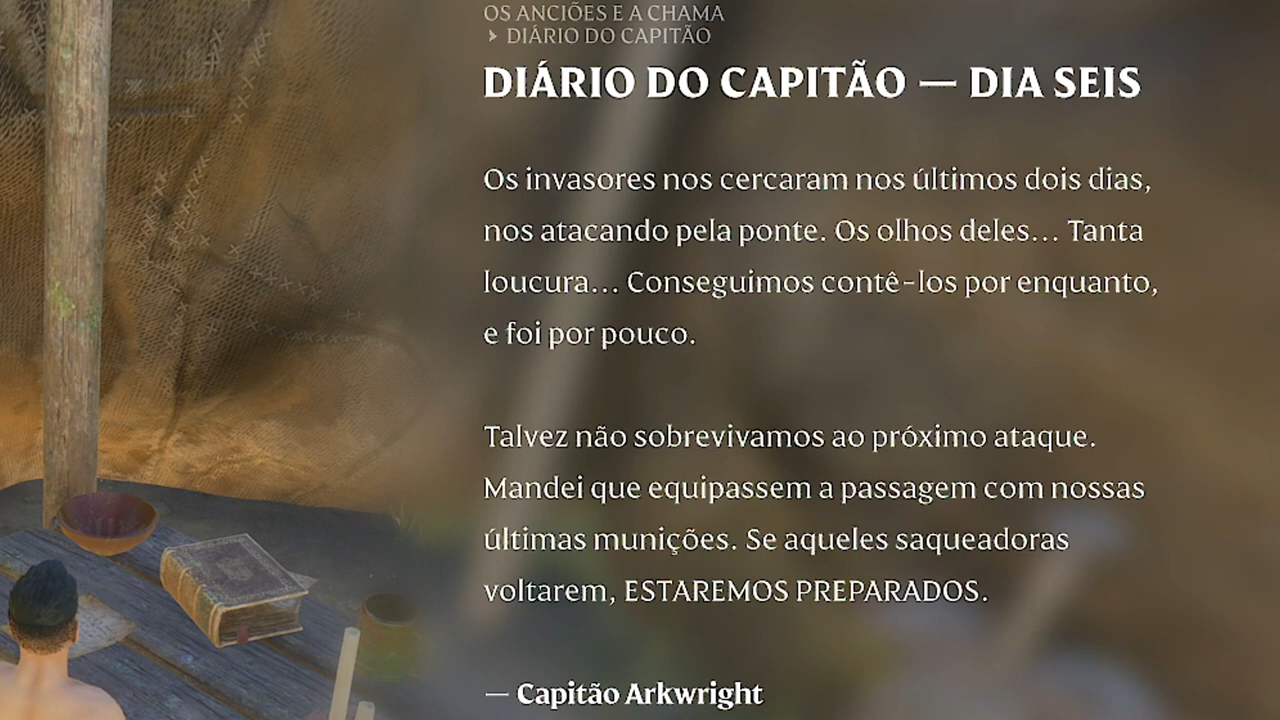 OS ANCIÕES E A CHAMA
DIÁRIO DO CAPITÃO
DIÁRIO DO CAPITÃO — DIA SEIS
Os invasores nos cercaram nos últimos dois dias,
nos atacando pela ponte. Os olhos deles... Tanta
loucura... Conseguimos contê-los por enquanto,
e foi por pouco.
Talvez não sobrevivamos ao próximo ataque.
Mandei que equipassem a passagem com nossas
últimas munições. Se aqueles saqueadoras
voltarem, ESTAREMOS PREPARADOS.
— Capitão Arkwright